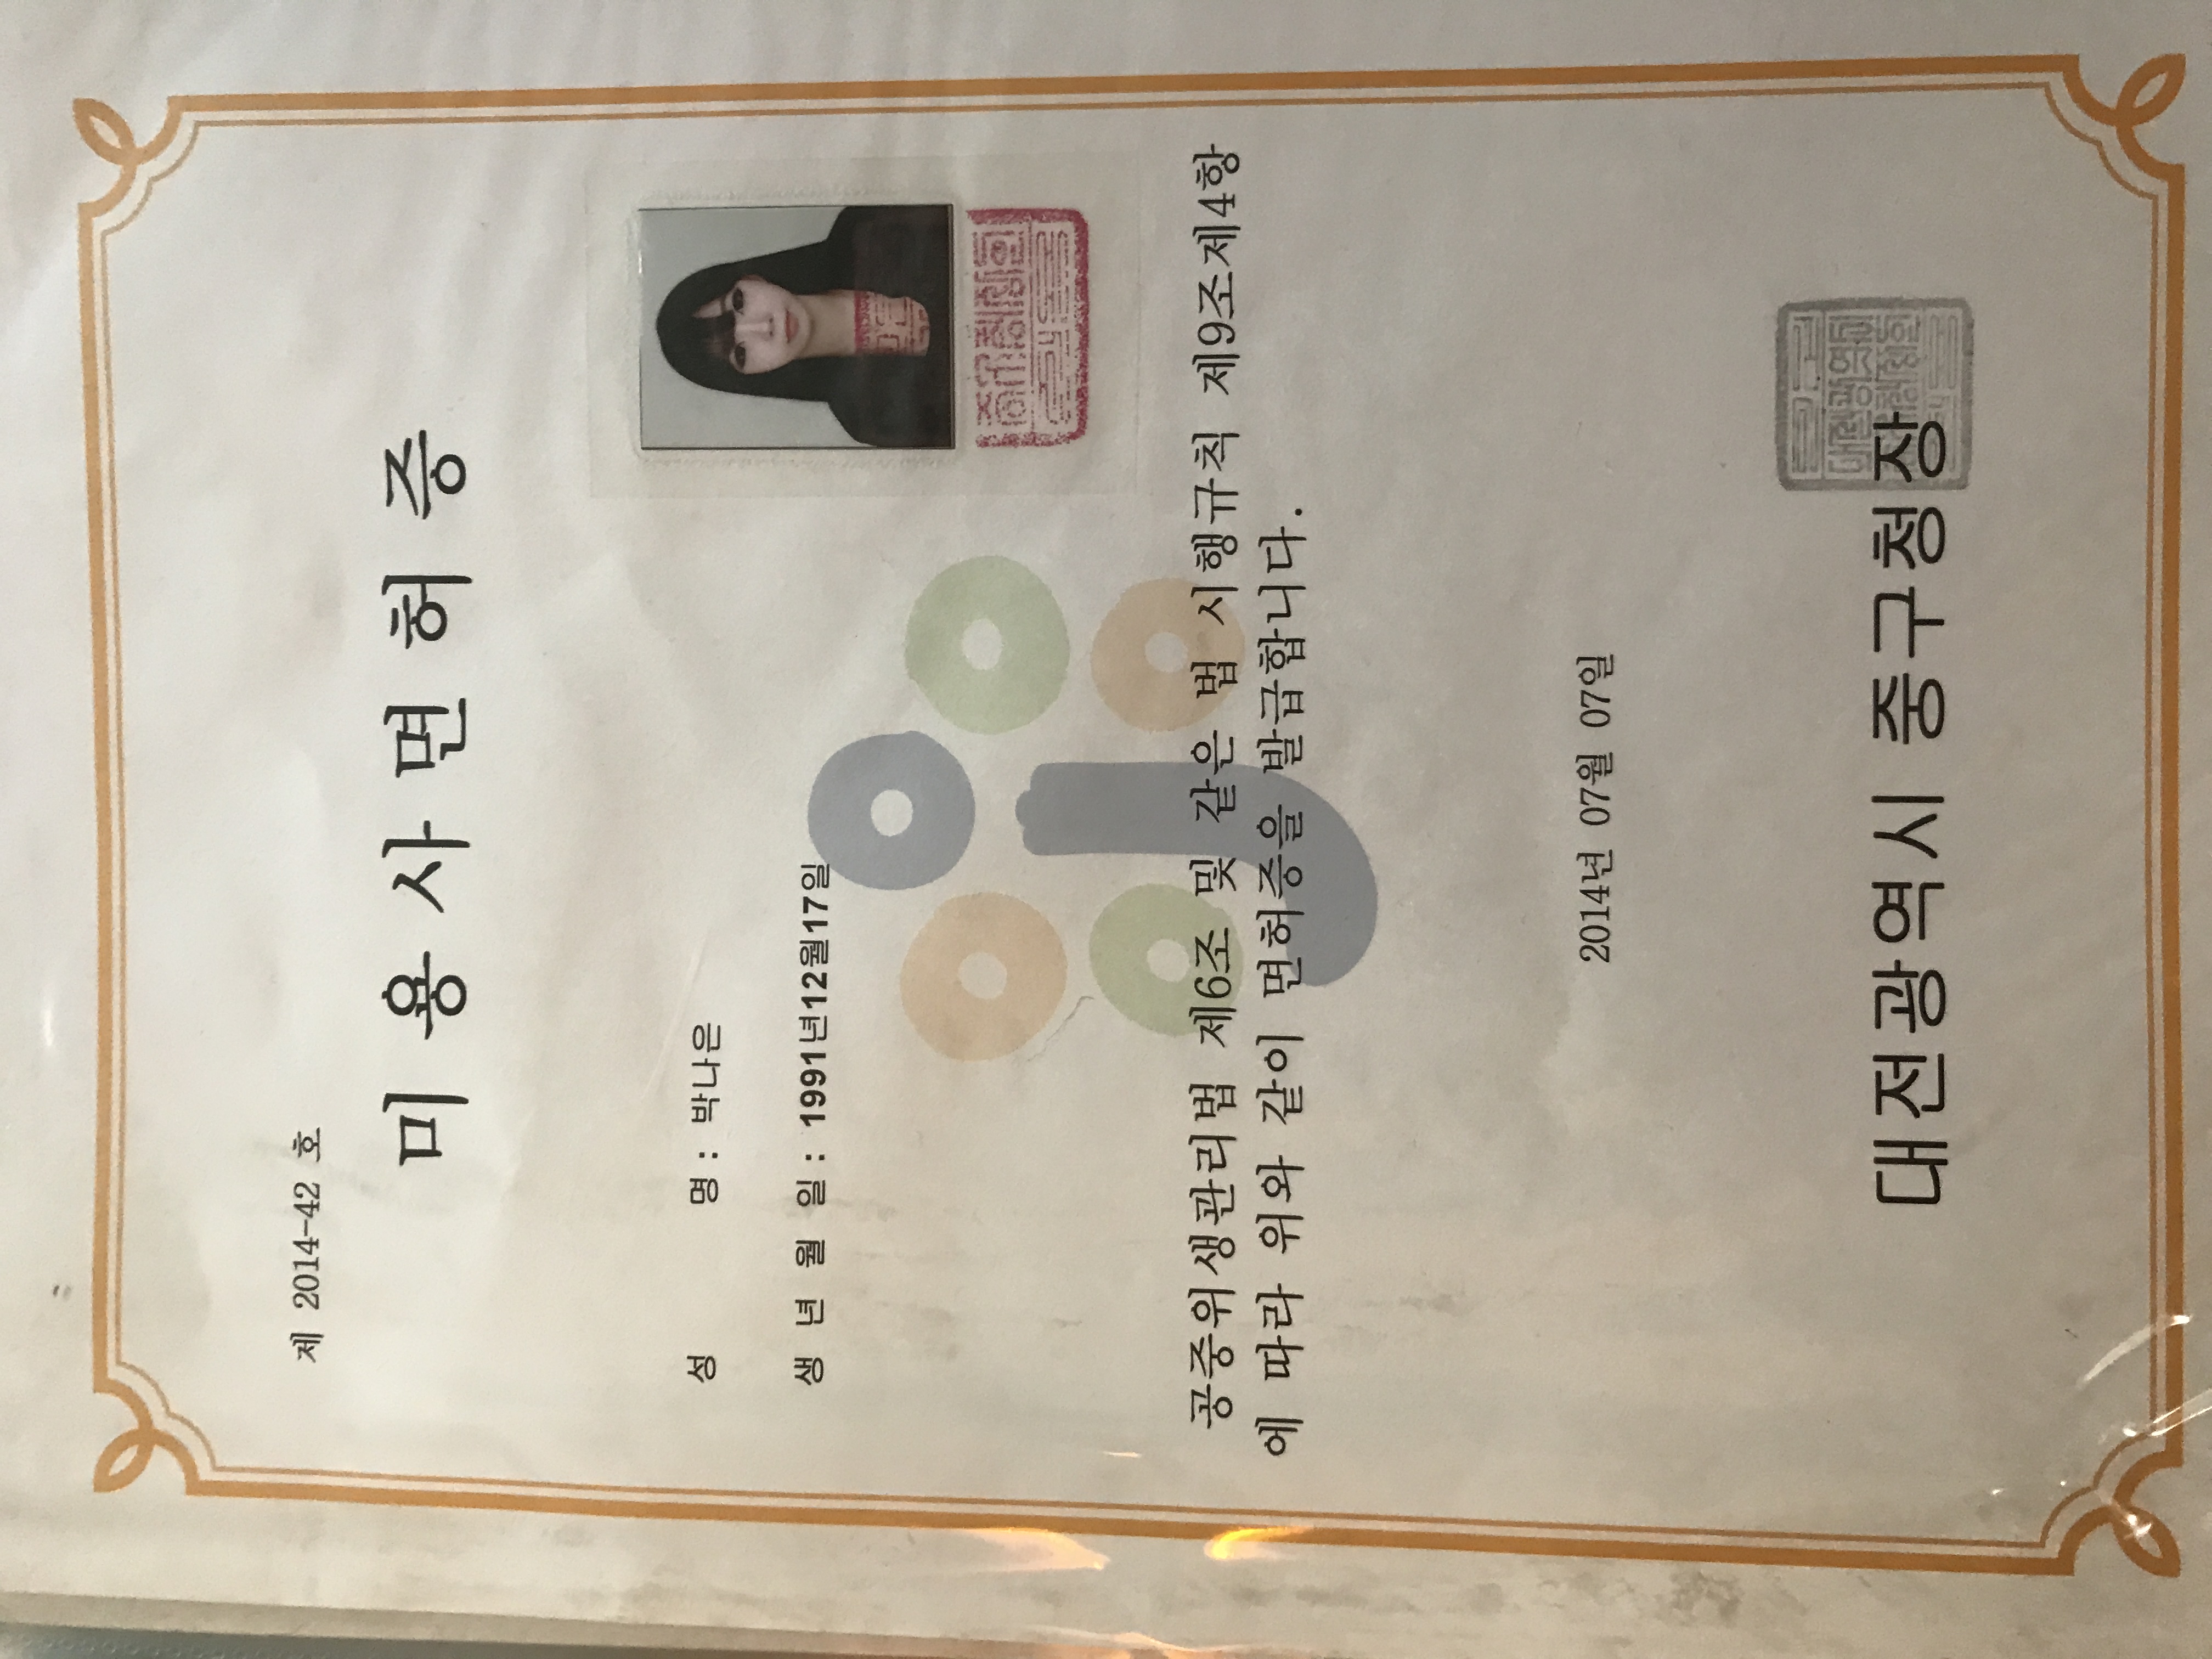 제 2014-42 호
미용사면허증
성 명 : 박나은
생 년 월 일 : 1991년12월17일
공중위생관리법 제6조 및 같은 법 시행규칙 제9조제4항
에 따라 위와 같이 면허증을 발급합니다.
2014년 07월 07일
대전광역시 중구청장